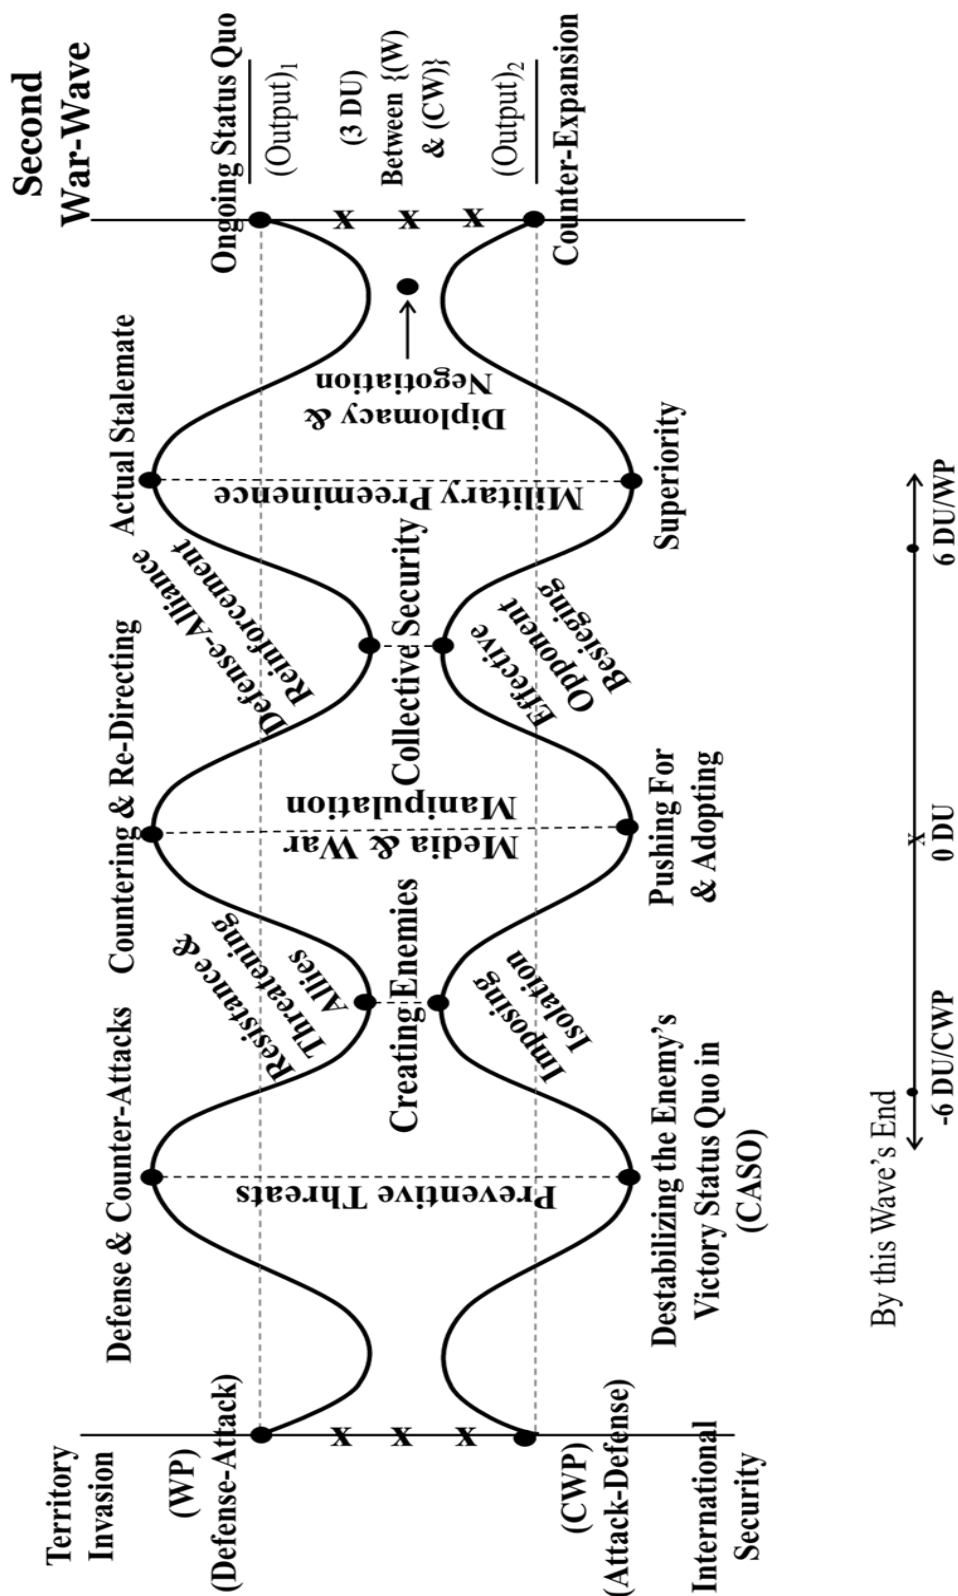 Second
War-Wave
Territory
Invasion
(WP)
(Defense-Attack)
Defense & Counter-Attacks
Countering & Re-Directing
Actual Stalemate
Ongoing Status Quo
(Output)1
(3 DU)
Between {(W)
& (CW)}
(Output)2
Counter-Expansion
Resistance &
Threatening
Allies
Defense-Alliance
Reinforcement
Preventive Threats
Creating Enemies
Media & War
Manipulation
Collective Security
Military Preeminence
Diplomacy &
Negotiation
X
X
X
X
X
X
Imposing
Isolation
Effective
Opponent
Besieging
(CWP)
(Attack-Defense)
International
Security
Destabilizing the Enemy’s
Victory Status Quo in
(CASO)
Pushing For
& Adopting
Superiority
By this Wave’s End
X
-6 DU/CWP
0 DU
6 DU/WP